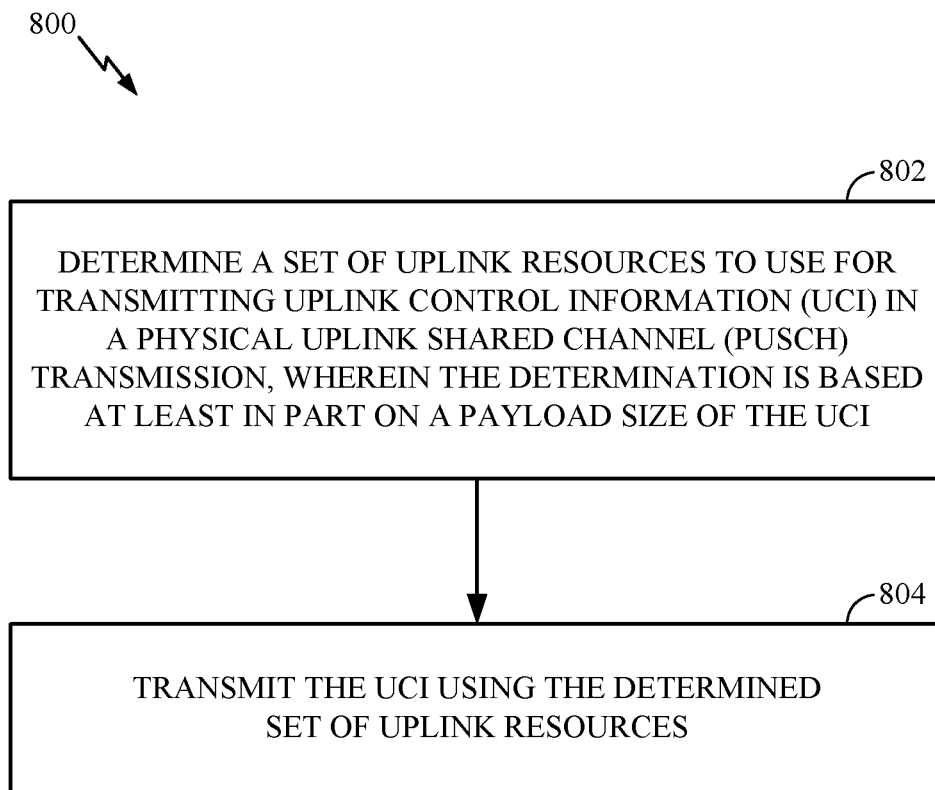 800
802
DETERMINE A SET OF UPLINK RESOURCES TO USE FOR
TRANSMITTING UPLINK CONTROL INFORMATION (UCI) IN
A PHYSICAL UPLINK SHARED CHANNEL (PUSCH)
TRANSMISSION, WHEREIN THE DETERMINATION IS BASED
AT LEAST IN PART ON A PAYLOAD SIZE OF THE UCI
804
TRANSMIT THE UCI USING THE DETERMINED
SET OF UPLINK RESOURCES